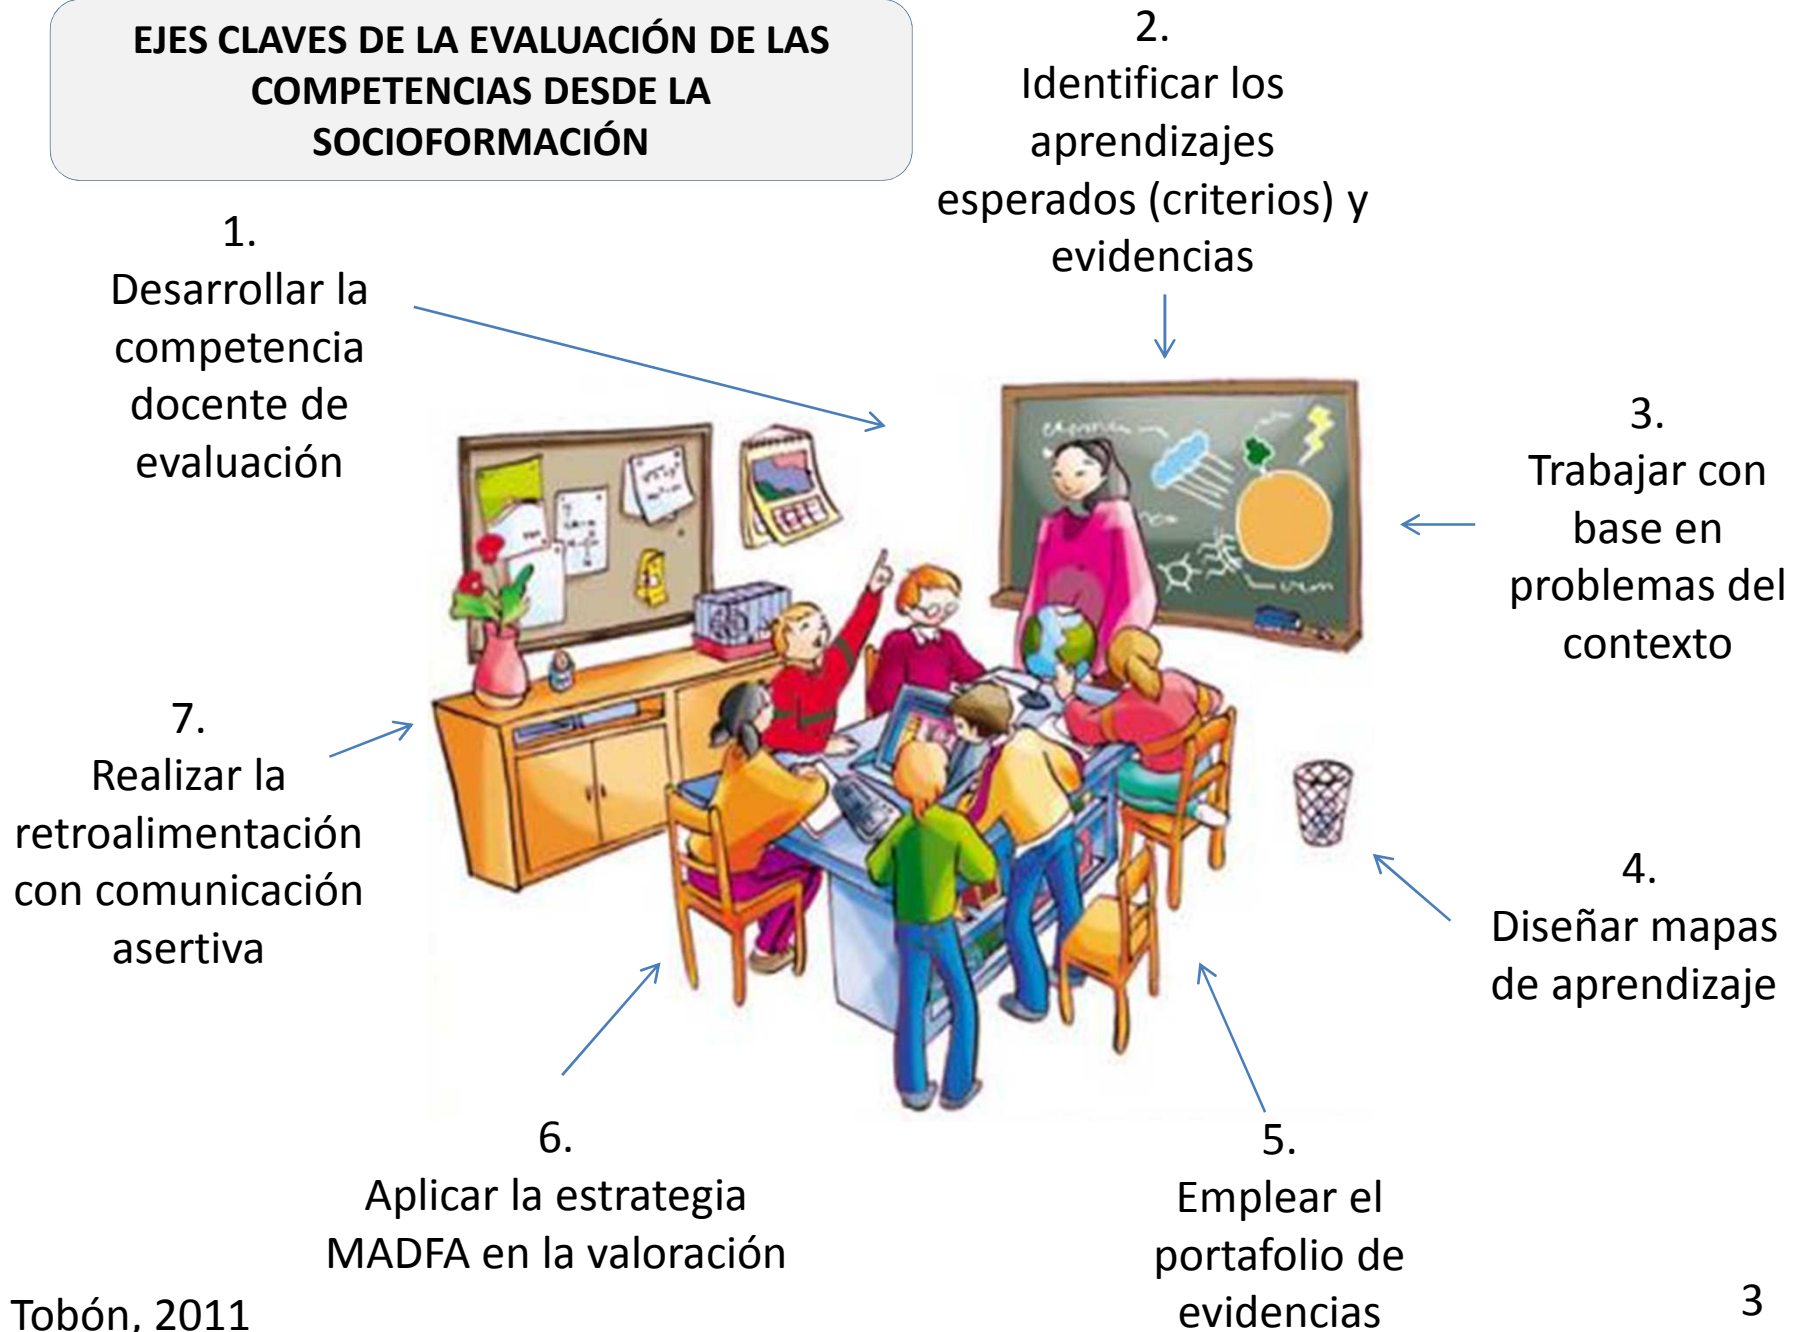 EJES CLAVES DE LA EVALUACIÓN DE LAS
COMPETENCIAS DESDE LA
SOCIOFORMACIÓN
1.
Desarrollar la
competencia
docente de
evaluación
2.
Identificar los
aprendizajes
esperados (criterios) y
evidencias
3.
Trabajar con
base en
problemas del
contexto
4.
Diseñar mapas
de aprendizaje
5.
Emplear el
portafolio de
evidencias
6.
Aplicar la estrategia
MADFA en la valoración
7.
Realizar la
retroalimentación
con comunicación
asertiva
Tobón, 2011
3